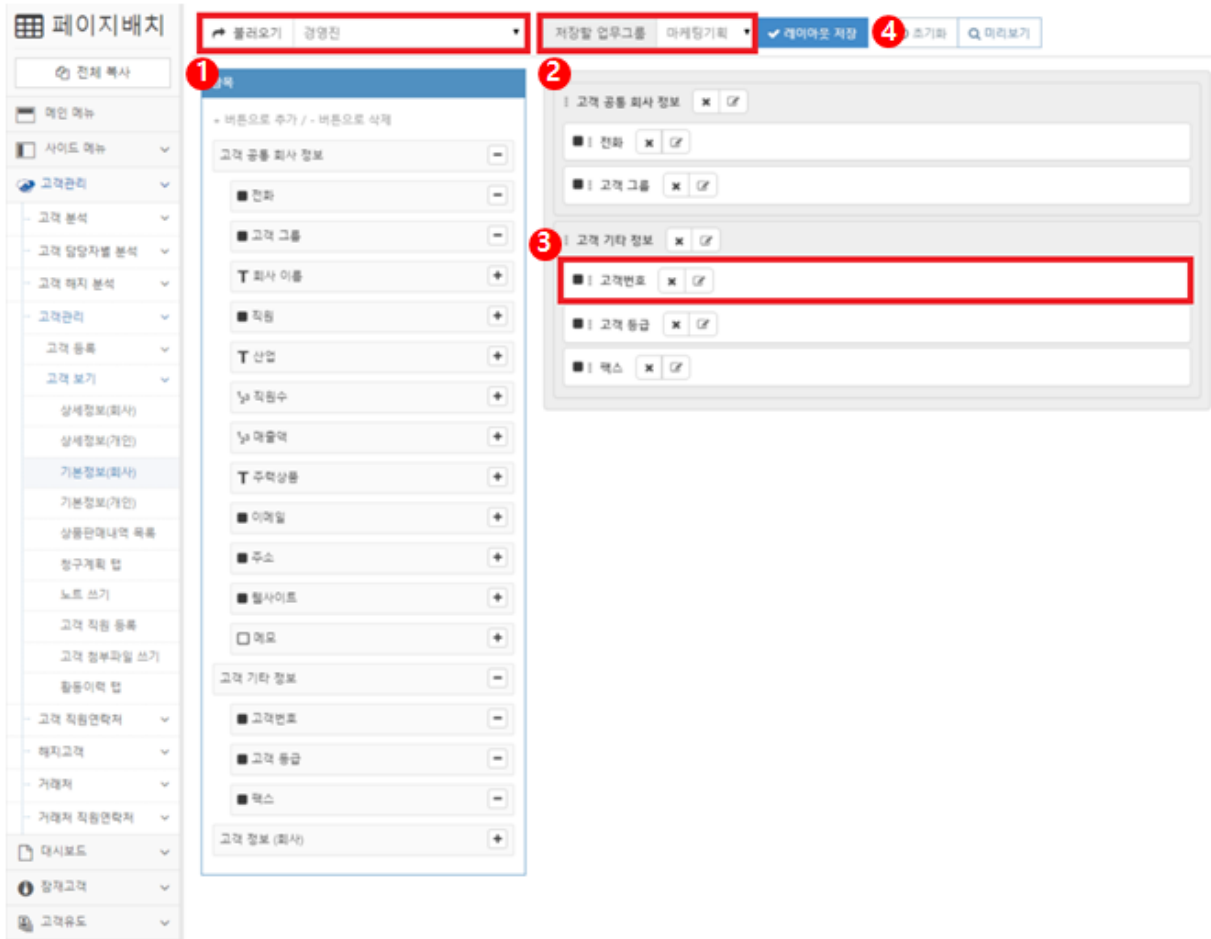 페이지배치
전체 복사
메인 메뉴
사이드 메뉴
고객관리
고객 분석
고객 담당자별 분석
고객 해지 분석
고객관리
고객 등록
고객 보기
상세정보(회사)
상세정보(개인)
기본정보(회사)
기본정보(개인)
상품판매내역 목록
청구계획 탭
노트 쓰기
고객 직원 등록
고객 첨부파일 쓰기
활동이력 탭
고객 직원연락처
해지고객
거래처
거래처 직원연락처
대시보드
잠재고객
고객유도
불러오기 경영진
1
+ 버튼으로 추가 / - 버튼으로 삭제
고객 공통 회사 정보
전화
고객 그룹
T 회사 이름
직원
T 산업
직원수
매출액
T 주력상품
이메일
주소
웹사이트
메모
고객 기타 정보
고객번호
고객 등급
팩스
고객 정보 (회사)
저장할 업무그룹 마케팅기획 레이아웃 저장 4 초기화 미리보기
2
고객 공통 회사 정보
전화
고객 그룹
3 고객 기타 정보
고객번호
고객 등급
팩스